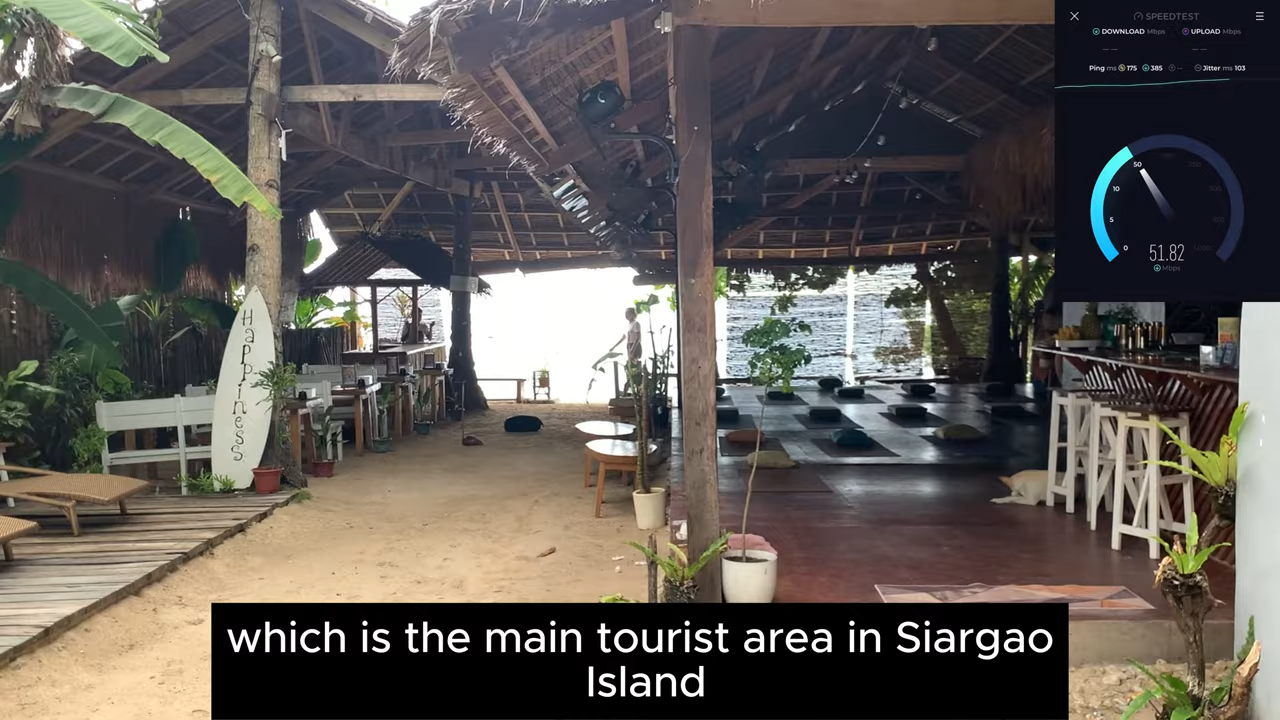 SPEEDTEST
DOWNLOAD Mbps UPLOAD Mbps
Ping ms 175 385 -- Jitter ms 103
50
10
5
0
51.82
Mbps
Happiness
which is the main tourist area in Siargao
Island